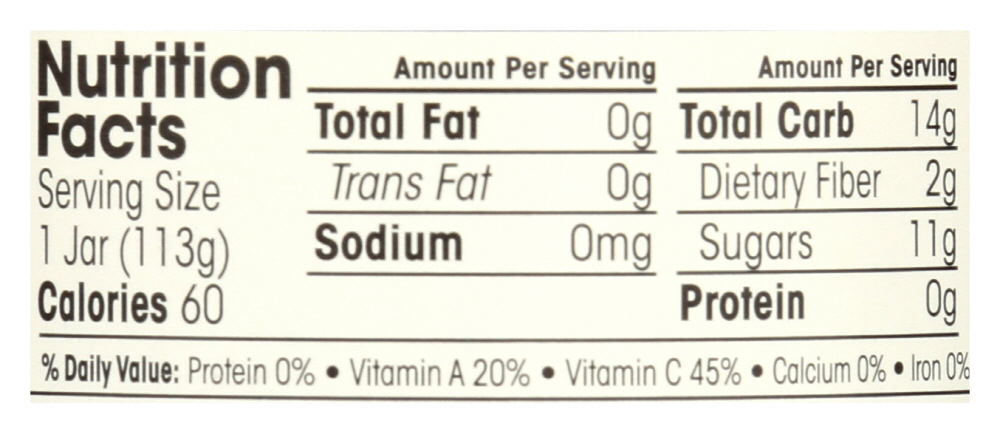 Nutrition
Facts
Serving Size
1 Jar (113g)
Calories 60
Amount Per Serving
Total Fat 0g
Trans Fat 0g
Sodium 0mg
Amount Per Serving
Total Carb 14g
Dietary Fiber 2g
Sugars 11g
Protein 0g
% Daily Value: Protein 0% • Vitamin A 20% • Vitamin C 45% • Calcium 0% • Iron 0%